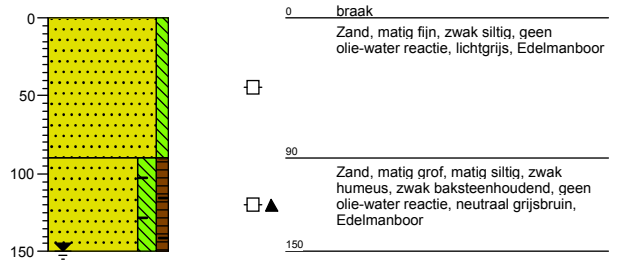 0
50
100
150
0 braak
Zand, matig fijn, zwak siltig, geen
olie-water reactie, lichtgrijs, Edelmanboor
90
Zand, matig grof, matig siltig, zwak
humeus, zwak baksteenhoudend, geen
olie-water reactie, neutraal grijsbruin,
Edelmanboor
150